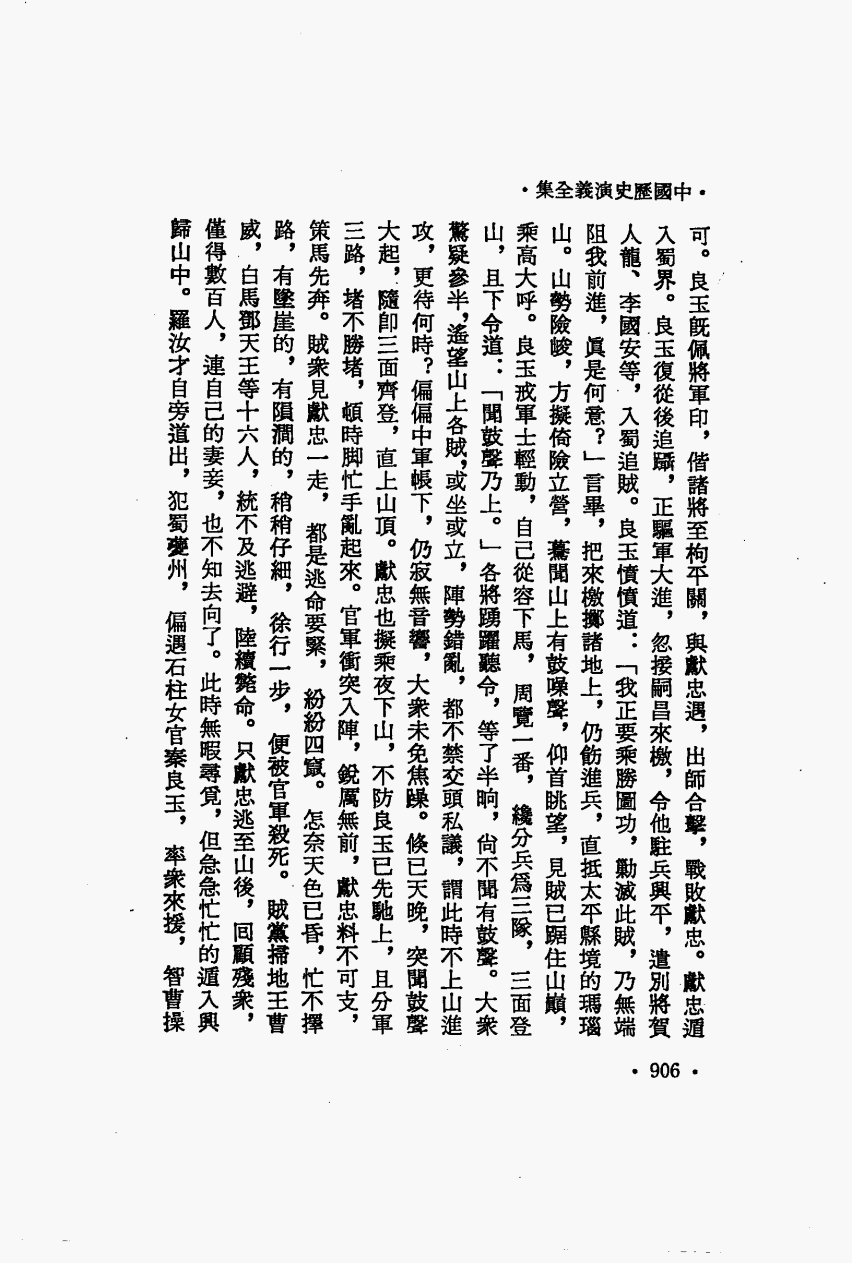 ·中國歷史演義全集·
可。良玉既佩將軍印，偕諸將至枸平關，與獻忠遇，出師合擊，戰敗獻忠。獻忠遁
入蜀界。良玉復從後追躡，正驅軍大進，忽接嗣昌來檄，令他駐兵興平，遣別將賀
人龍、李國安等，入蜀追賊。良玉憤憤道：「我正要乘勝圖功，勦滅此賊，乃無端
阻我前進，眞是何意？」言畢，把來檄擲諸地上，仍飭進兵，直抵太平縣境的瑪瑙
山。山勢險峻，方擬倚險立營，驀聞山上有鼓噪聲，仰首眺望，見賊已踞住山巔，
乘高大呼。良玉戒軍士輕動，自己從容下馬，周覽一番，纔分兵爲三隊，三面登
山，且下令道：「聞鼓聲乃上。」各將踴躍聽令，等了半晌，尙不聞有鼓聲。大衆
驚疑參半，遙望山上各賊，或坐或立，陣勢錯亂，都不禁交頭私議，謂此時不上山進
攻，更待何時？偏偏中軍帳下，仍寂無音響，大衆未免焦躁。倏已天晚，突聞鼓聲
大起，隨卽三面齊登，直上山頂。獻忠也擬乘夜下山，不防良玉已先馳上，且分軍
三路，堵不勝堵，頓時脚忙手亂起來。官軍衝突入陣，銳厲無前，獻忠料不可支，
策馬先奔。賊衆見獻忠一走，都是逃命要緊，紛紛四竄。怎奈天色已昏，忙不擇
路，有墜崖的，有隕澗的，稍稍仔細，徐行一步，便被官軍殺死。賊黨掃地王曹
威，白馬鄧天王等十六人，統不及逃避，陸續斃命。只獻忠逃至山後，回顧殘衆，
僅得數百人，連自己的妻妾，也不知去向了。此時無暇尋覓，但急急忙忙的遁入興
歸山中。羅汝才自旁道出，犯蜀夔州，偏遇石柱女官秦良玉，率衆來援，智曹操
·906·